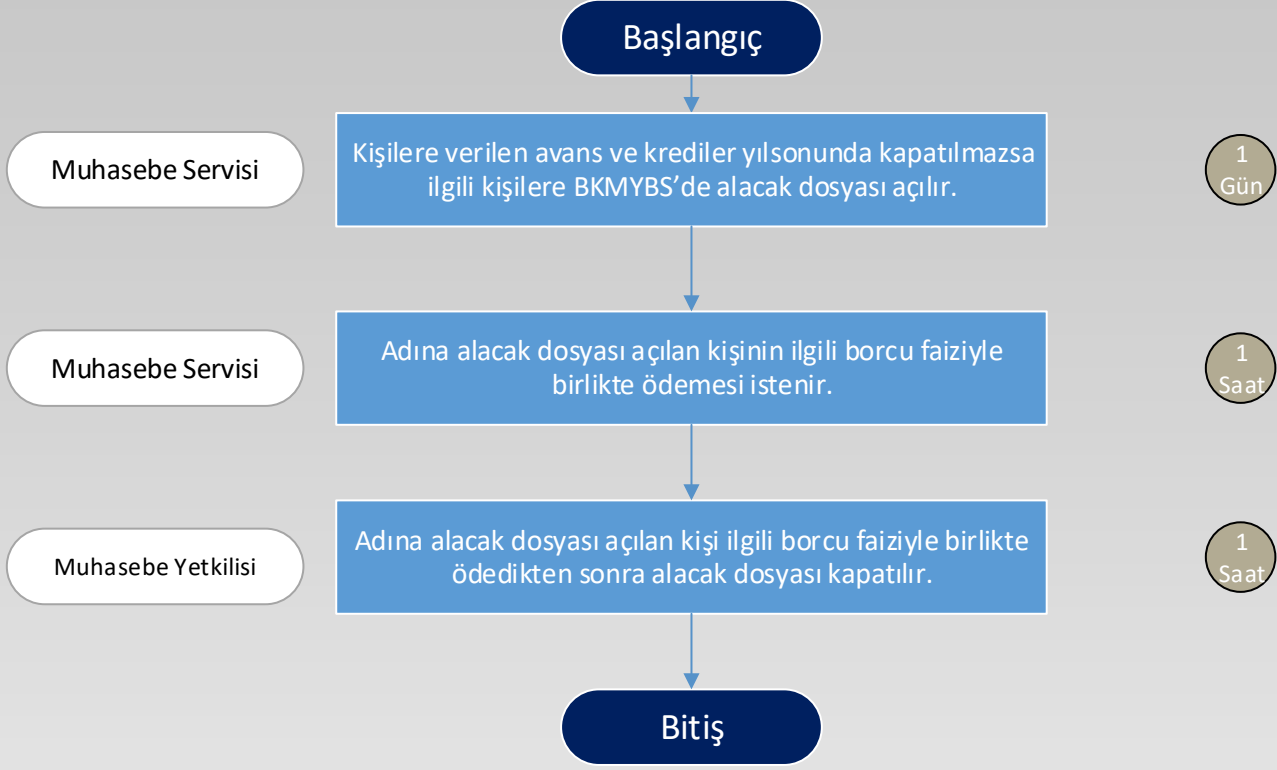 Başlangıç
Muhasebe Servisi
Kişilere verilen avans ve krediler yılsonunda kapatılmazsa
ilgili kişilere BKMYBS’de alacak dosyası açılır.
1
Gün
Muhasebe Servisi
Adına alacak dosyası açılan kişinin ilgili borcu faiziyle
birlikte ödemesi istenir.
1
Saat
Muhasebe Yetkilisi
Adına alacak dosyası açılan kişi ilgili borcu faiziyle birlikte
ödedikten sonra alacak dosyası kapatılır.
1
Saat
Bitiş